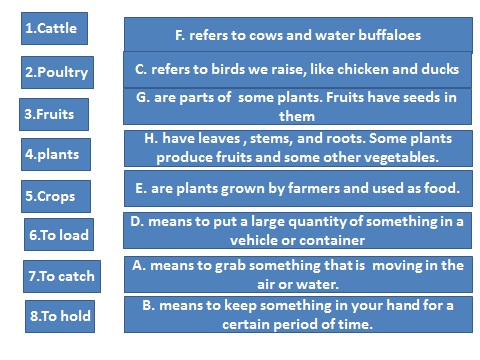 1.Cattle
F. refers to cows and water buffaloes
2.Poultry
C. refers to birds we raise, like chicken and ducks
3.Fruits
G. are parts of some plants. Fruits have seeds in
them
4.plants
H. have leaves , stems, and roots. Some plants
produce fruits and some other vegetables.
5.Crops
E. are plants grown by farmers and used as food.
6.To load
D. means to put a large quantity of something in a
vehicle or container
7.To catch
A. means to grab something that is moving in the
air or water.
8.To hold
B. means to keep something in your hand for a
certain period of time.